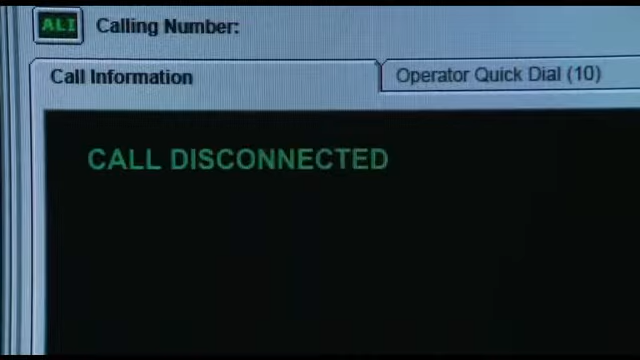 ALI Calling Number:
Call Information Operator Quick Dial (10)
CALL DISCONNECTED